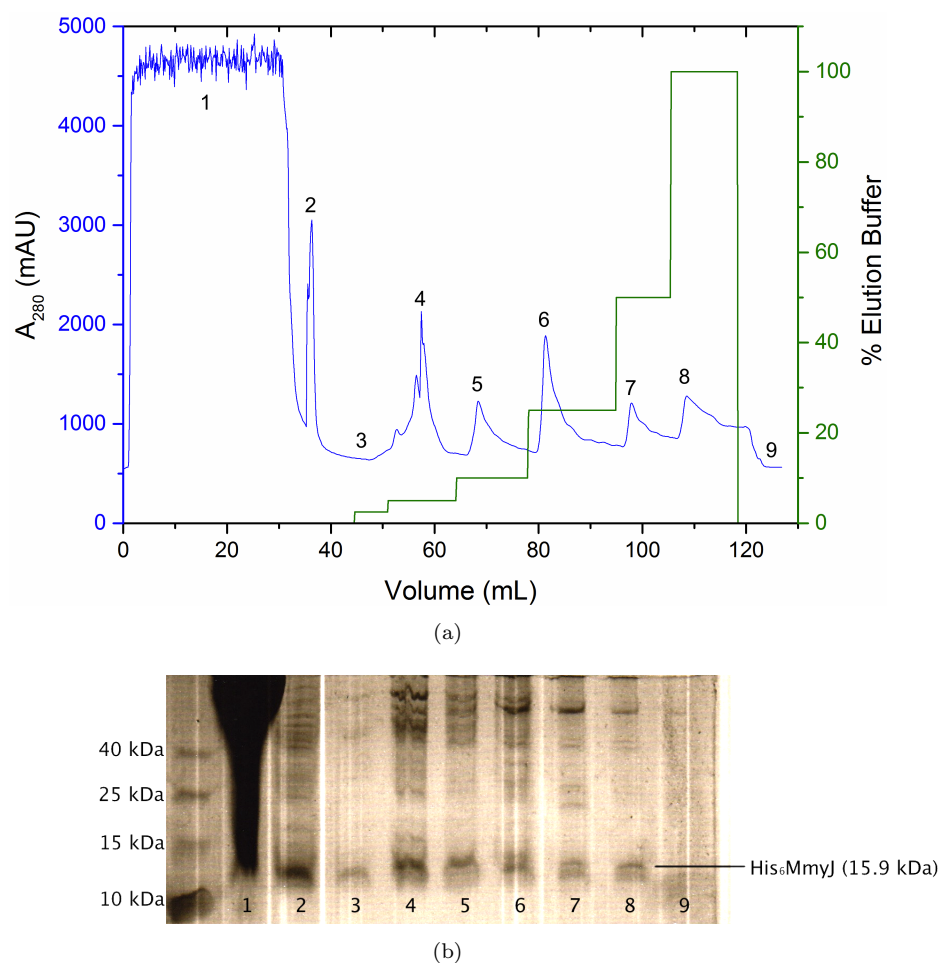 5000
4000
3000
2000
1000
0
A280 (mAU)
1
2
3
4
5
6
7
8
9
100
80
60
40
20
0
% Elution Buffer
0 20 40 60 80 100 120
Volume (mL)
(a)
40 kDa
25 kDa
15 kDa
10 kDa
His6MmyJ (15.9 kDa)
1 2 3 4 5 6 7 8 9
(b)